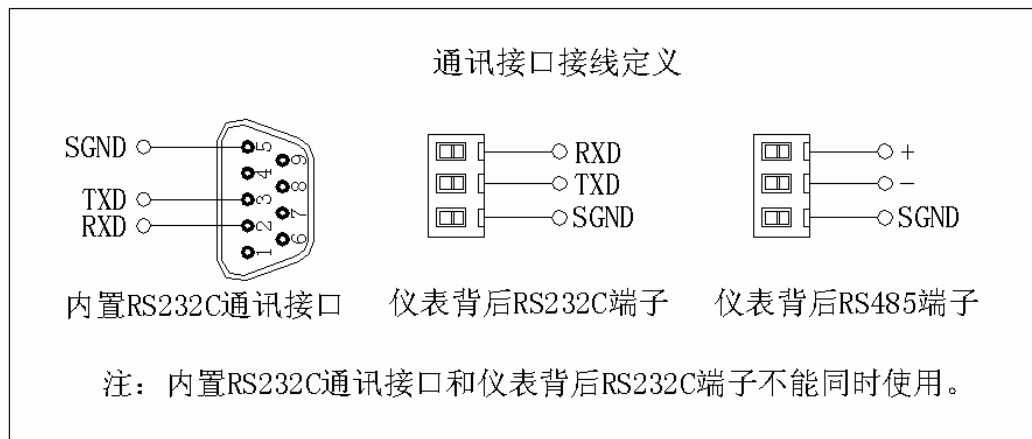 通讯接口接线定义
SGND
TXD
RXD
5
4
3
2
1
9
8
7
6
RXD
TXD
SGND
+
-
SGND
内置RS232C通讯接口
仪表背后RS232C端子
仪表背后RS485端子
注：内置RS232C通讯接口和仪表背后RS232C端子不能同时使用。